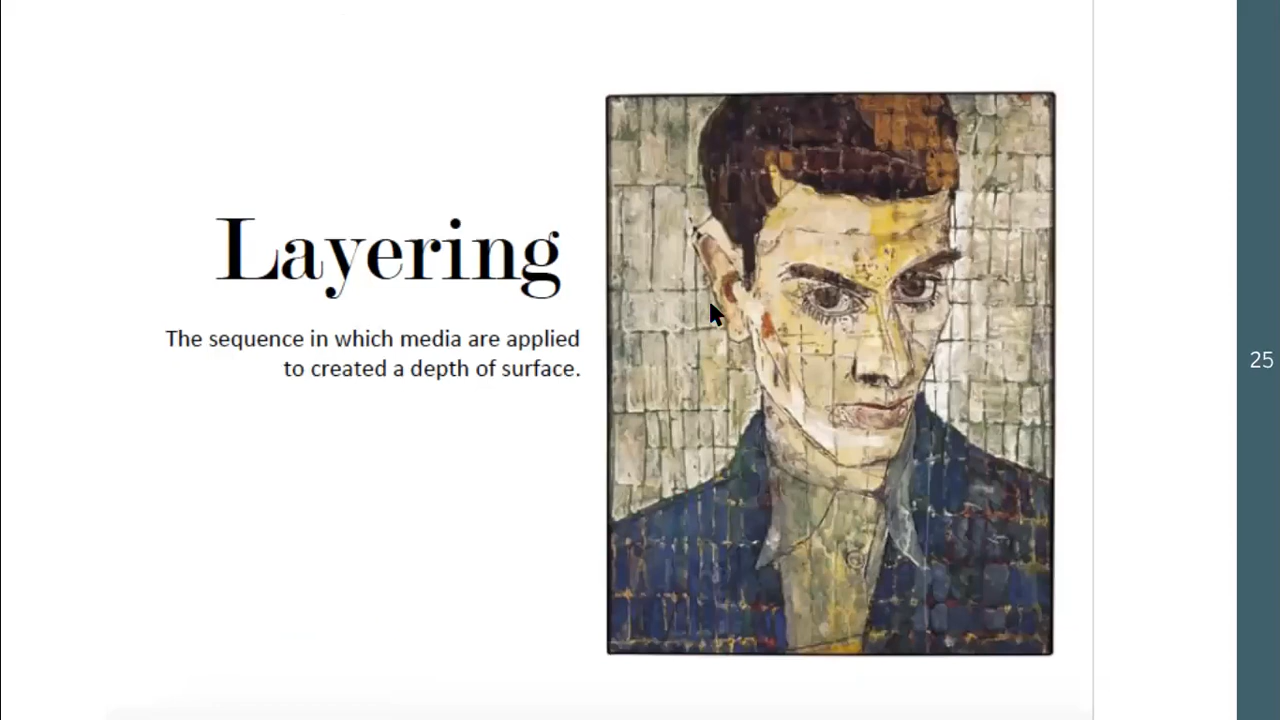 Layering
The sequence in which media are applied
to created a depth of surface.
25